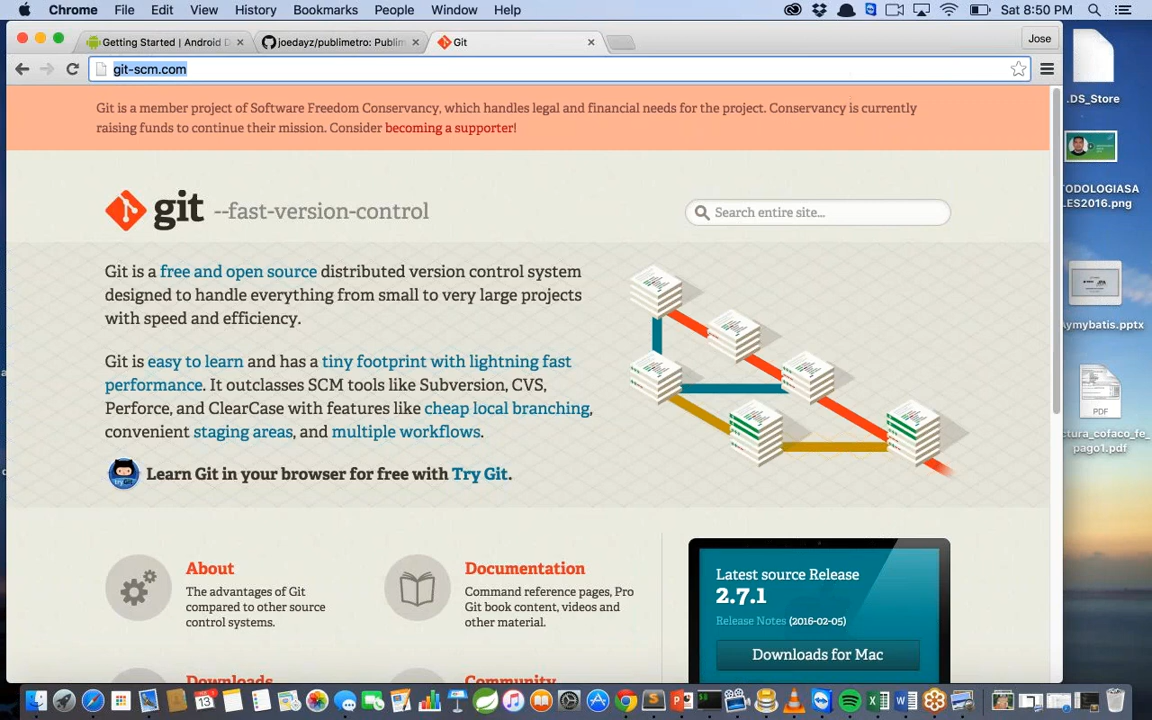 Chrome File Edit View History Bookmarks People Window Help Sat 8:50 PM
Getting Started | Android D
joedayz/publimetro: Publim
Git
Jose
git-scm.com
Git is a member project of Software Freedom Conservancy, which handles legal and financial needs for the project. Conservancy is currently
raising funds to continue their mission. Consider becoming a supporter!
git --fast-version-control
Search entire site...
Git is a free and open source distributed version control system
designed to handle everything from small to very large projects
with speed and efficiency.
Git is easy to learn and has a tiny footprint with lightning fast
performance. It outclasses SCM tools like Subversion, CVS,
Perforce, and ClearCase with features like cheap local branching,
convenient staging areas, and multiple workflows.
Learn Git in your browser for free with Try Git.
About
The advantages of Git
compared to other source
control systems.
Documentation
Command reference pages, Pro
Git book content, videos and
other material.
Latest source Release
2.7.1
Release Notes (2016-02-05)
Downloads for Mac
Downloads
Community
.DS_Store
TODOLOGIASA
LES2016.png
Aymybatis.pptx
PDF
ctura_cofaco_fe_
pago1.pdf
13